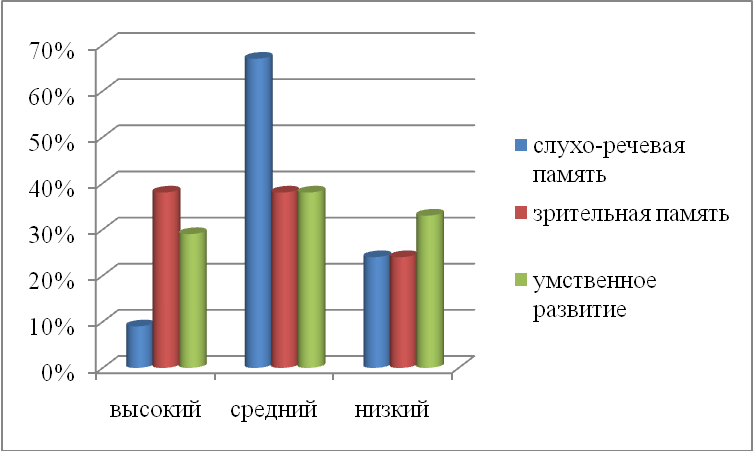 70%
60%
50%
40%
30%
20%
10%
0%
высокий
средний
низкий
слухо-речевая
память
зрительная память
умственное
развитие